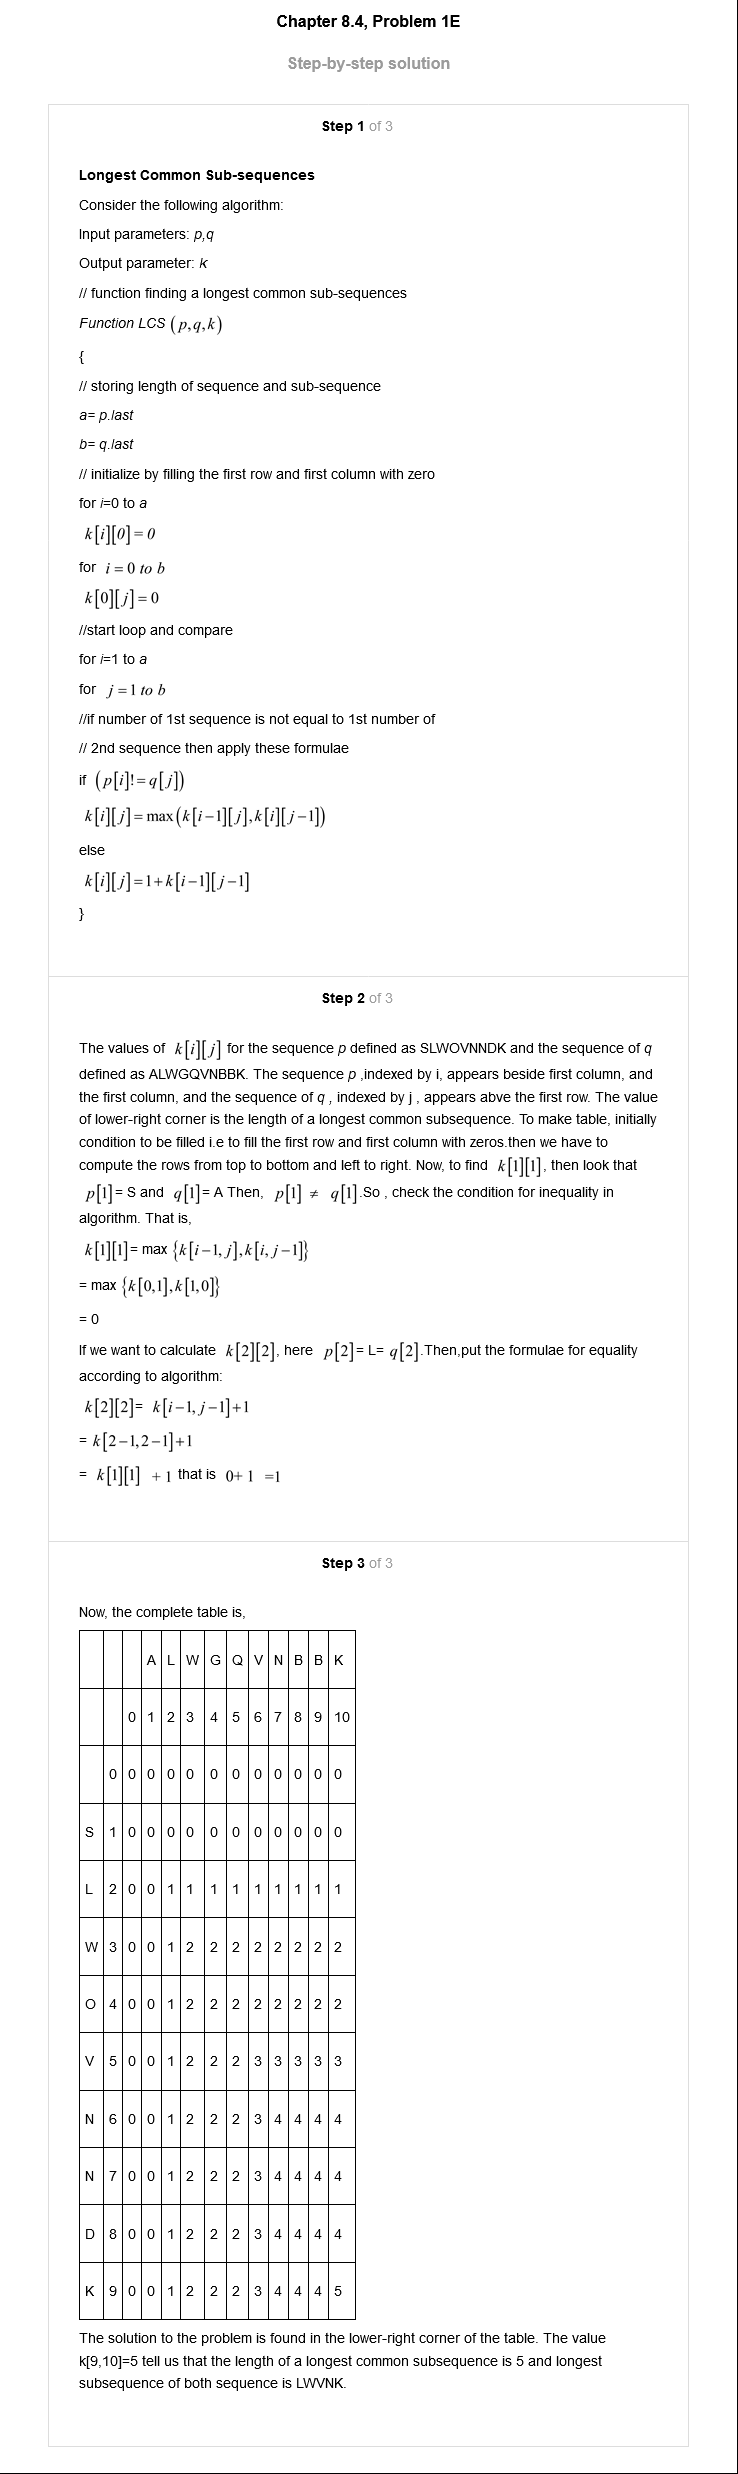 Chapter 8.4, Problem 1E
Step-by-step solution
Step 1 of 3
Longest Common Sub-sequences
Consider the following algorithm:
Input parameters: p,q
Output parameter: k
// function finding a longest common sub-sequences
Function LCS (p,q,k)
{
// storing length of sequence and sub-sequence
a= p.last
b= q.last
// initialize by filling the first row and first column with zero
for i=0 to a
k[i][0]=0
for i=0 to b
k[0][j]=0
//start loop and compare
for i=1 to a
for j=1 to b
//if number of 1st sequence is not equal to 1st number of
// 2nd sequence then apply these formulae
if (p[i]!=q[j])
k[i][j]=max(k[i-1][j],k[i][j-1])
else
k[i][j]=1+k[i-1][j-1]
}
Step 2 of 3
The values of k[i][j] for the sequence p defined as SLWOVNNDK and the sequence of q
defined as ALWGQVNBBK. The sequence p ,indexed by i, appears beside first column, and
the first column, and the sequence of q , indexed by j , appears abve the first row. The value
of lower-right corner is the length of a longest common subsequence. To make table, initially
condition to be filled i.e to fill the first row and first column with zeros.then we have to
compute the rows from top to bottom and left to right. Now, to find k[1][1], then look that
p[1]= S and q[1]= A Then, p[1] ≠ q[1].So , check the condition for inequality in
algorithm. That is,
k[1][1]= max {k[i-1,j],k[i,j-1]}
= max {k[0,1],k[1,0]}
= 0
If we want to calculate k[2][2], here p[2]= L= q[2].Then,put the formulae for equality
according to algorithm:
k[2][2]= k[i-1,j-1]+1
= k[2-1,2-1]+1
= k[1][1] +1 that is 0+1 =1
Step 3 of 3
Now, the complete table is,
A L W G Q V N B B K
0 1 2 3 4 5 6 7 8 9 10
0 0 0 0 0 0 0 0 0 0 0 0
S 1 0 0 0 0 0 0 0 0 0 0 0
L 2 0 0 1 1 1 1 1 1 1 1 1
W 3 0 0 1 2 2 2 2 2 2 2 2
O 4 0 0 1 2 2 2 2 2 2 2 2
V 5 0 0 1 2 2 2 3 3 3 3 3
N 6 0 0 1 2 2 2 3 4 4 4 4
N 7 0 0 1 2 2 2 3 4 4 4 4
D 8 0 0 1 2 2 2 3 4 4 4 4
K 9 0 0 1 2 2 2 3 4 4 4 5
The solution to the problem is found in the lower-right corner of the table. The value
k[9,10]=5 tell us that the length of a longest common subsequence is 5 and longest
subsequence of both sequence is LWVNK.